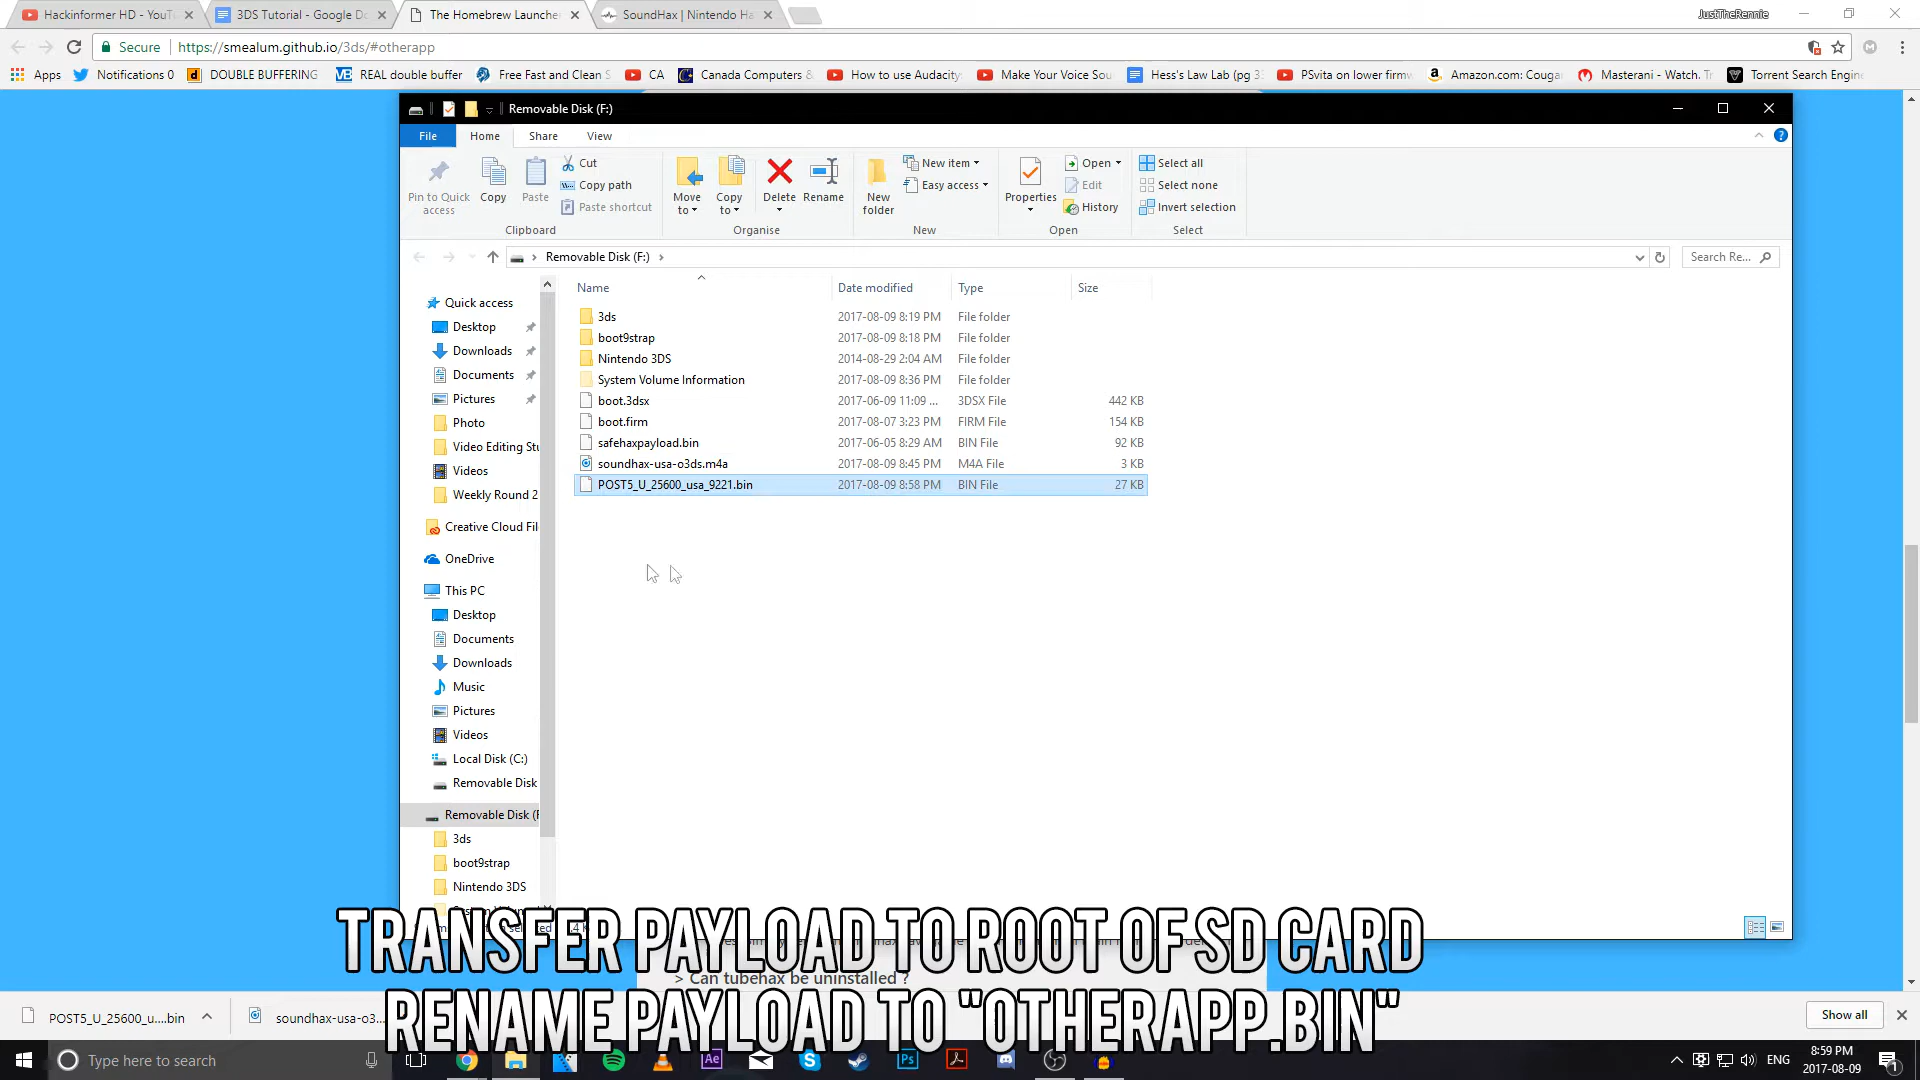 Hackinformer HD - YouTu
3DS Tutorial - Google Do
The Homebrew Launche
SoundHax | Nintendo Ha
JustTheRennie
Secure
https://smealum.github.io/3ds/#otherapp
Apps
Notifications 0
DOUBLE BUFFERING
REAL double buffer
Free Fast and Clean S
CA
Canada Computers &
How to use Audacity
Make Your Voice Sou
Hess's Law Lab (pg 3
PSvita on lower firmw
Amazon.com: Cougar
Masterani - Watch. Tr
Torrent Search Engine
Removable Disk (F:)
File
Home
Share
View
Pin to Quick access
Copy
Paste
Cut
Copy path
Paste shortcut
Clipboard
Move to
Copy to
Delete
Rename
Organise
New folder
New item
Easy access
New
Properties
Open
Edit
History
Open
Select all
Select none
Invert selection
Select
Removable Disk (F:)
Search Re...
Name
Date modified
Type
Size
3ds 2017-08-09 8:19 PM File folder
boot9strap 2017-08-09 8:18 PM File folder
Nintendo 3DS 2014-08-29 2:04 AM File folder
System Volume Information 2017-08-09 8:36 PM File folder
boot.3dsx 2017-06-09 11:09 ... 3DSX File 442 KB
boot.firm 2017-08-07 3:23 PM FIRM File 154 KB
safehaxpayload.bin 2017-06-05 8:29 AM BIN File 92 KB
soundhax-usa-o3ds.m4a 2017-08-09 8:45 PM M4A File 3 KB
POST5_U_25600_usa_9221.bin 2017-08-09 8:58 PM BIN File 27 KB
Quick access
Desktop
Downloads
Documents
Pictures
Photo
Video Editing Stu
Videos
Weekly Round 2
Creative Cloud File
OneDrive
This PC
Desktop
Documents
Downloads
Music
Pictures
Videos
Local Disk (C:)
Removable Disk
Removable Disk (F
3ds
boot9strap
Nintendo 3DS
TRANSFER PAYLOAD TO ROOT OF SD CARD
> Can tubehax be uninstalled ?
RENAME PAYLOAD TO "OTHERAPP.BIN"
POST5_U_25600_u....bin
soundhax-usa-o3...
Show all
Type here to search
ENG
8:59 PM
2017-08-09
1